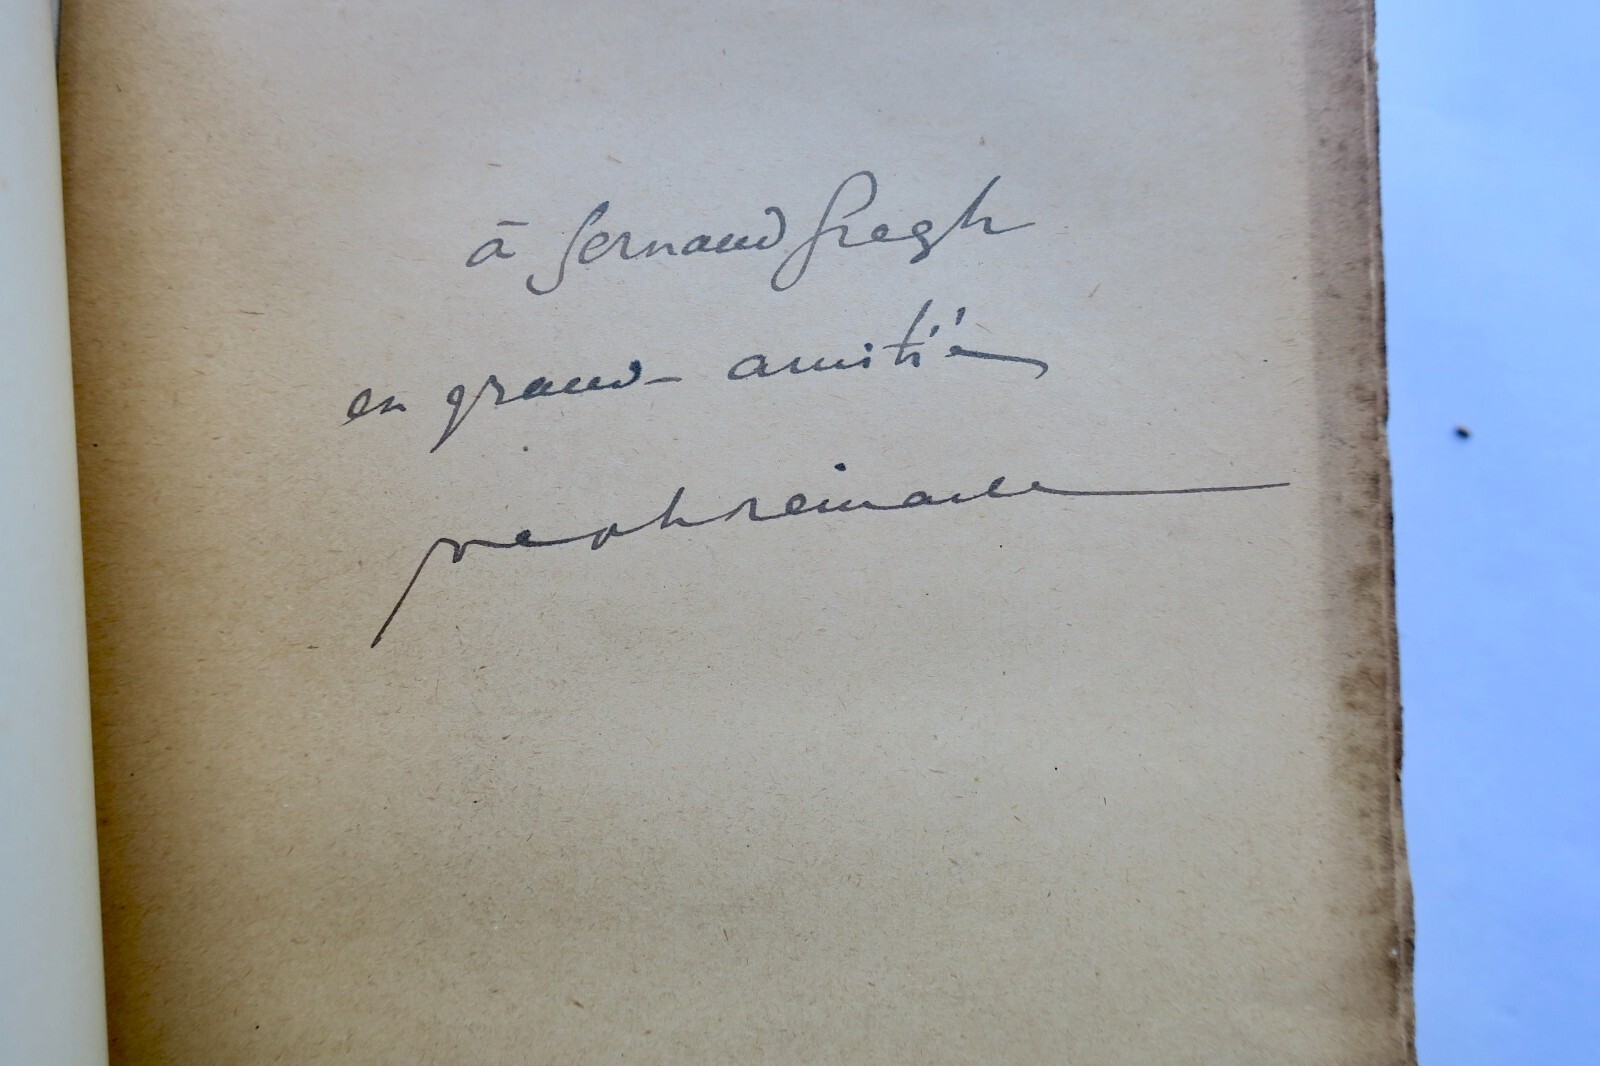 à Fernand Gregh
en grande amitié